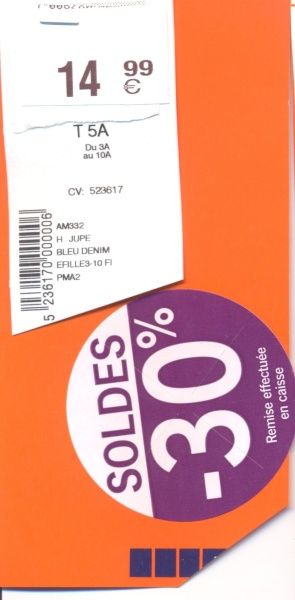 14 €99
T 5A
Du 3A
au 10A
CV: 523617
AM332
H JUPE
BLEU DENIM
EFILLE3-10 FI
PMA2
5 236170 000006
SOLDES
-30%
Remise effectuée
en caisse